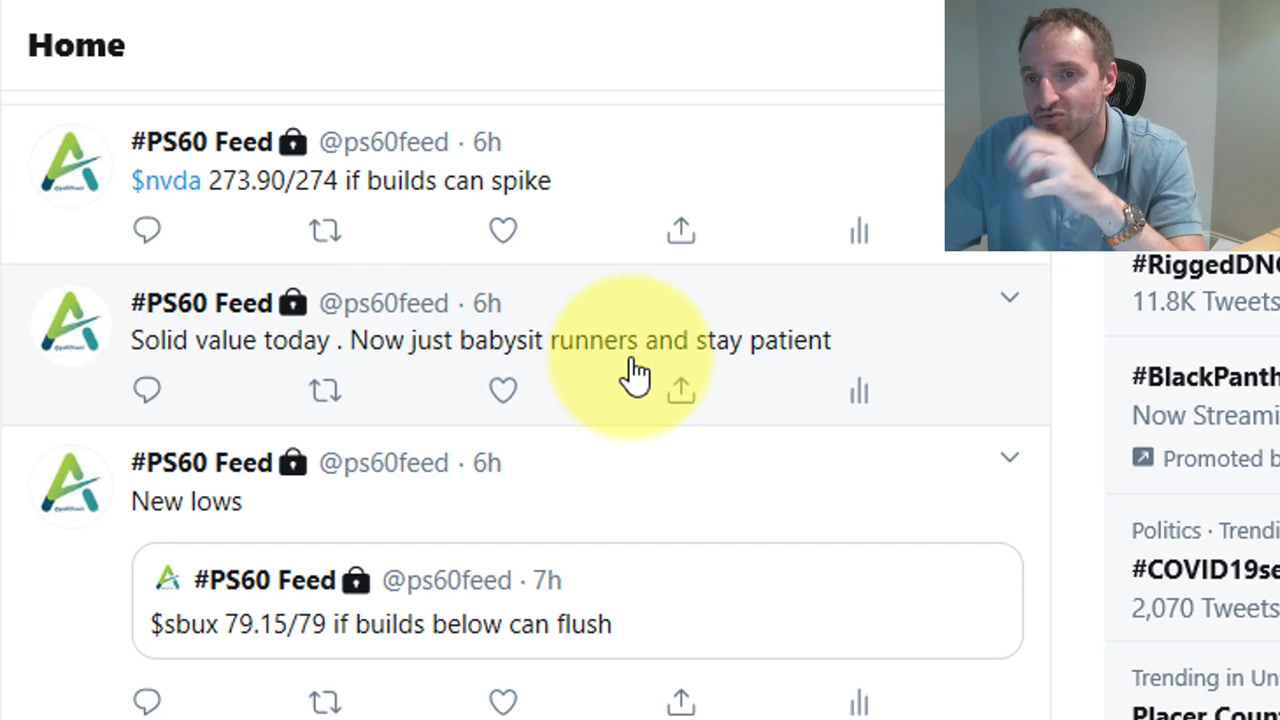 Home
#PS60 Feed @ps60feed · 6h
$nvda 273.90/274 if builds can spike
#PS60 Feed @ps60feed · 6h
Solid value today . Now just babysit runners and stay patient
#PS60 Feed @ps60feed · 6h
New lows
#PS60 Feed @ps60feed · 7h
$sbux 79.15/79 if builds below can flush
#RiggedDNC
11.8K Tweets
#BlackPanth
Now Streami
Promoted b
Politics · Trendi
#COVID19se
2,070 Tweets
Trending in Un
Placer Coun